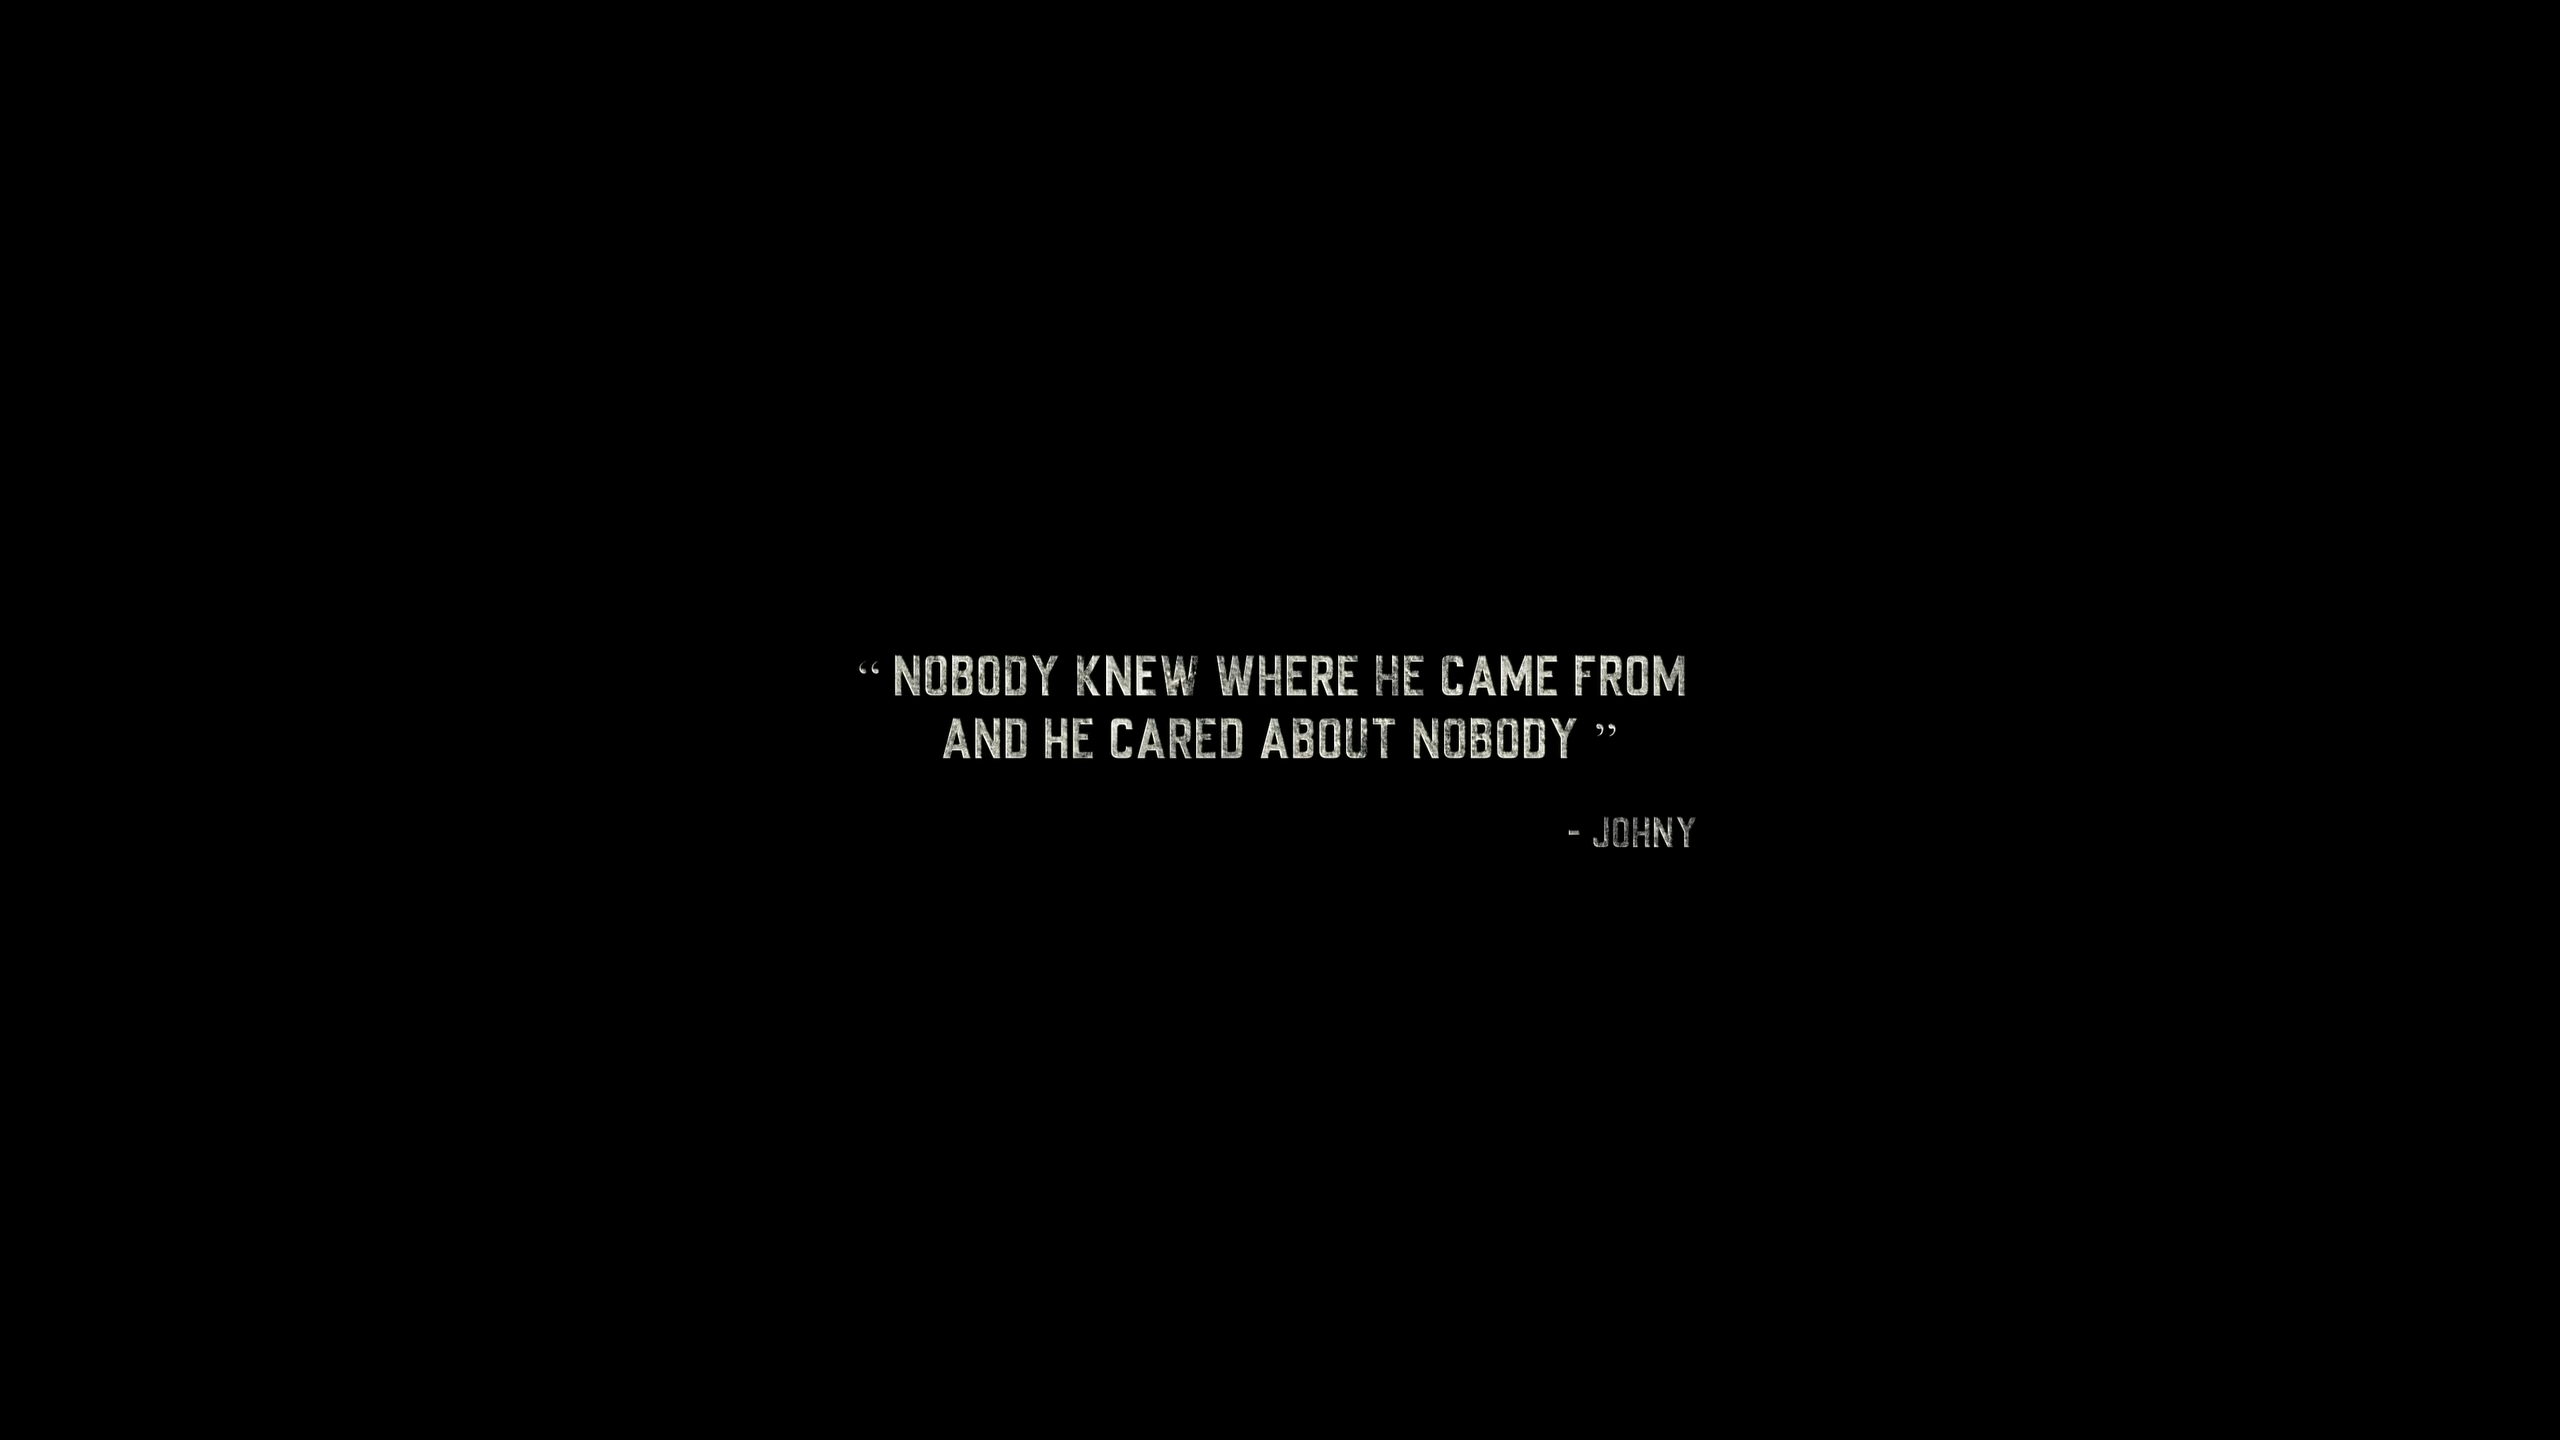 “ NOBODY KNEW WHERE HE CAME FROM
AND HE CARED ABOUT NOBODY ”
- JOHNY